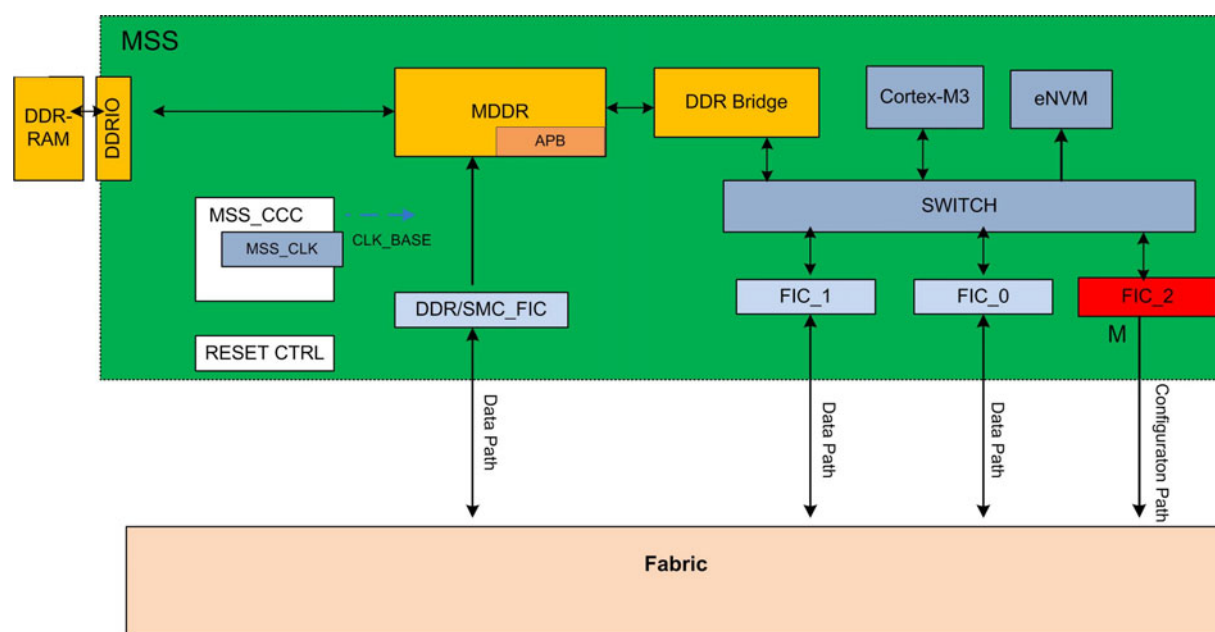 MSS
DDR-
RAM
DDRIO
MDDR
APB
DDR Bridge
Cortex-M3
eNVM
SWITCH
MSS_CCC
MSS_CLK
CLK_BASE
DDR/SMC_FIC
FIC_1
FIC_0
FIC_2
M
RESET CTRL
Data Path
Data Path
Data Path
Configuraton Path
Fabric